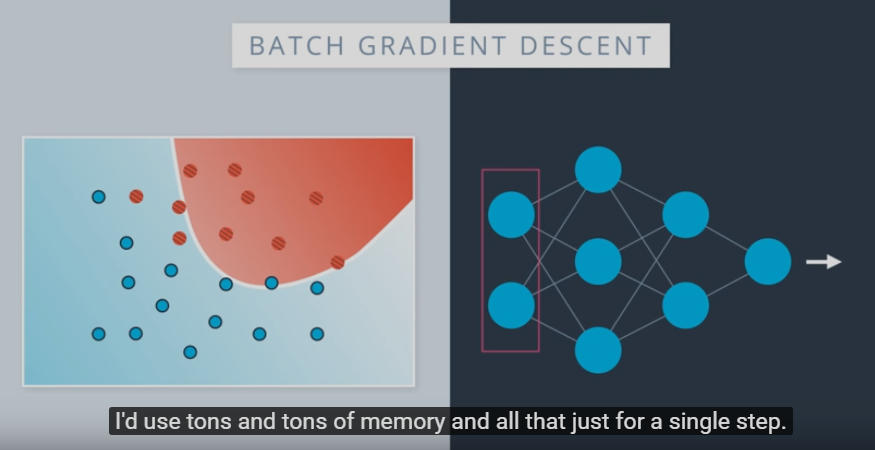 BATCH GRADIENT DESCENT
I'd use tons and tons of memory and all that just for a single step.